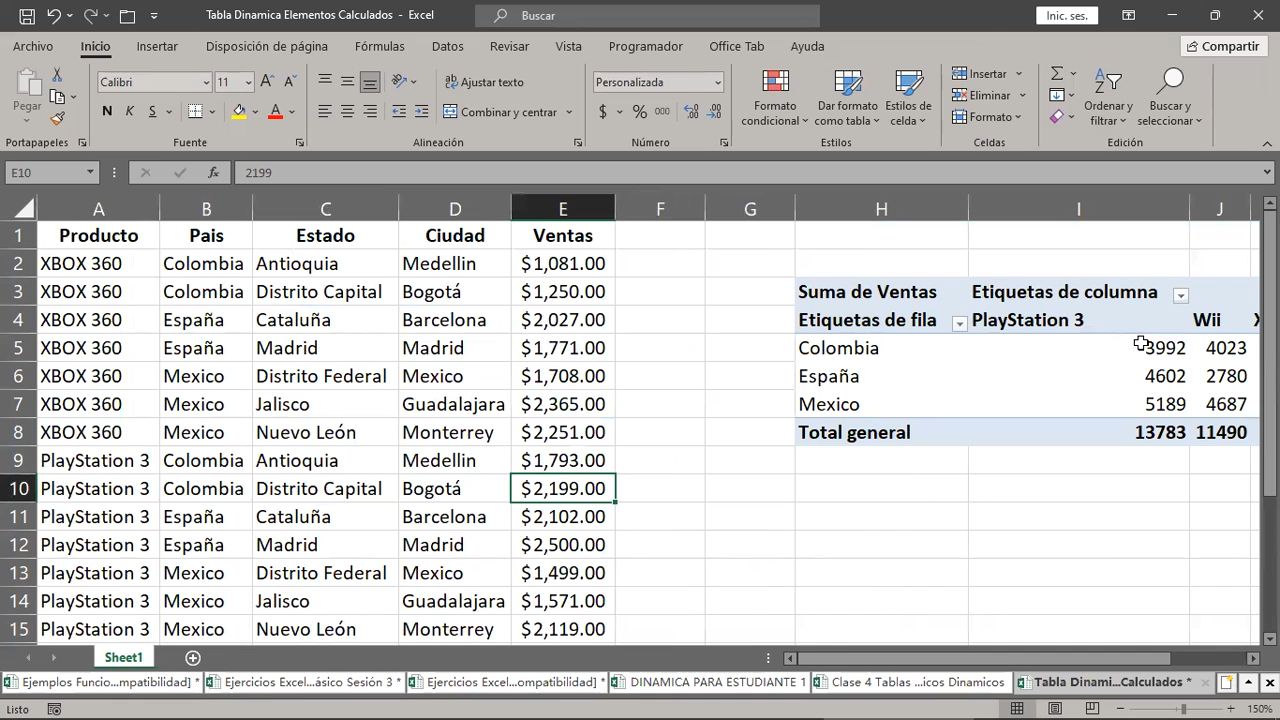 Tabla Dinamica Elementos Calculados - Excel
Buscar
Inic. ses.
Archivo Inicio Insertar Disposición de página Fórmulas Datos Revisar Vista Programador Office Tab Ayuda
Compartir
Pegar
Calibri 11
N K S
Ajustar texto
Combinar y centrar
Personalizada
$ % 000
Formato condicional
Dar formato como tabla
Estilos de celda
Insertar
Eliminar
Formato
Ordenar y filtrar
Buscar y seleccionar
Portapapeles Fuente Alineación Número Estilos Celdas Edición
E10 fx 2199
A B C D E F G H I J
1 Producto Pais Estado Ciudad Ventas
2 XBOX 360 Colombia Antioquia Medellin $1,081.00
3 XBOX 360 Colombia Distrito Capital Bogotá $1,250.00 Suma de Ventas Etiquetas de columna
4 XBOX 360 España Cataluña Barcelona $2,027.00 Etiquetas de fila PlayStation 3 Wii
5 XBOX 360 España Madrid Madrid $1,771.00 Colombia 3992 4023
6 XBOX 360 Mexico Distrito Federal Mexico $1,708.00 España 4602 2780
7 XBOX 360 Mexico Jalisco Guadalajara $2,365.00 Mexico 5189 4687
8 XBOX 360 Mexico Nuevo León Monterrey $2,251.00 Total general 13783 11490
9 PlayStation 3 Colombia Antioquia Medellin $1,793.00
10 PlayStation 3 Colombia Distrito Capital Bogotá $2,199.00
11 PlayStation 3 España Cataluña Barcelona $2,102.00
12 PlayStation 3 España Madrid Madrid $2,500.00
13 PlayStation 3 Mexico Distrito Federal Mexico $1,499.00
14 PlayStation 3 Mexico Jalisco Guadalajara $1,571.00
15 PlayStation 3 Mexico Nuevo León Monterrey $2,119.00
Sheet1
Ejemplos Funcio...mpatibilidad] * Ejercicios Excel...ásico Sesión 3 * Ejercicios Excel...ompatibilidad] * DINAMICA PARA ESTUDIANTE 1 Clase 4 Tablas ...icos Dinamicos Tabla Dinami...Calculados *
Listo 150%